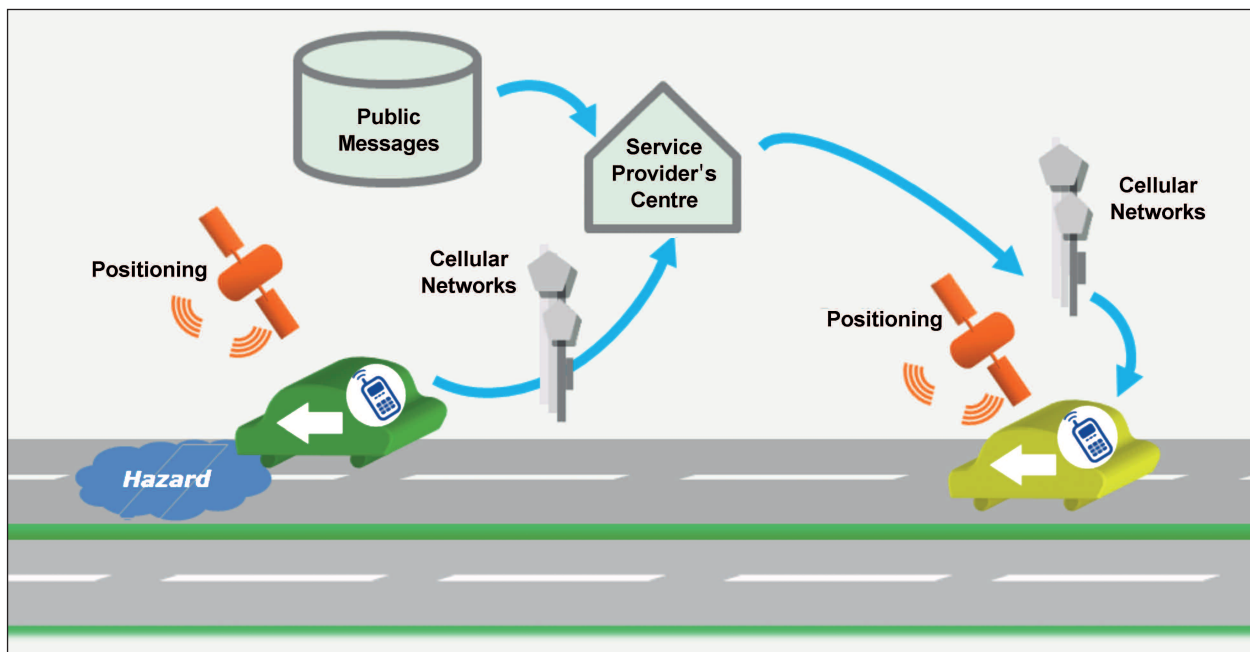 Public
Messages
Service
Provider's
Centre
Cellular
Networks
Positioning
Cellular
Networks
Positioning
Hazard